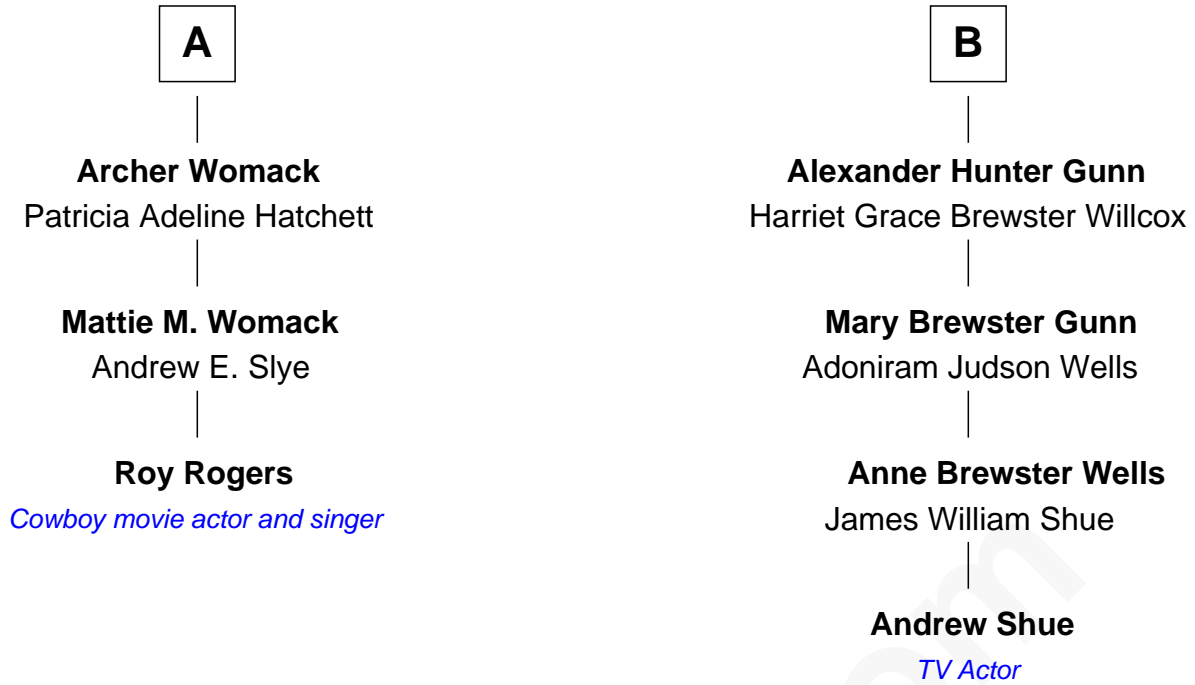 A
Archer Womack
Patricia Adeline Hatchett
Mattie M. Womack
Andrew E. Slye
Roy Rogers
Cowboy movie actor and singer
B
Alexander Hunter Gunn
Harriet Grace Brewster Willcox
Mary Brewster Gunn
Adoniram Judson Wells
Anne Brewster Wells
James William Shue
Andrew Shue
TV Actor
om